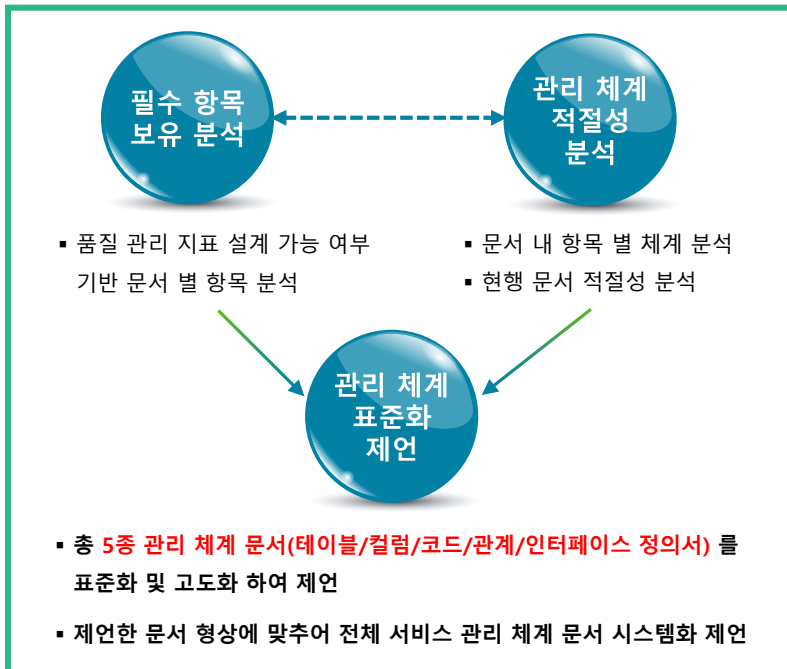 필수 항목
보유 분석
관리 체계
적절성
분석
▪ 품질 관리 지표 설계 가능 여부
기반 문서 별 항목 분석
▪ 문서 내 항목 별 체계 분석
▪ 현행 문서 적절성 분석
관리 체계
표준화
제언
▪ 총 5종 관리 체계 문서(테이블/컬럼/코드/관계/인터페이스 정의서) 를
표준화 및 고도화 하여 제언
▪ 제언한 문서 형상에 맞추어 전체 서비스 관리 체계 문서 시스템화 제언